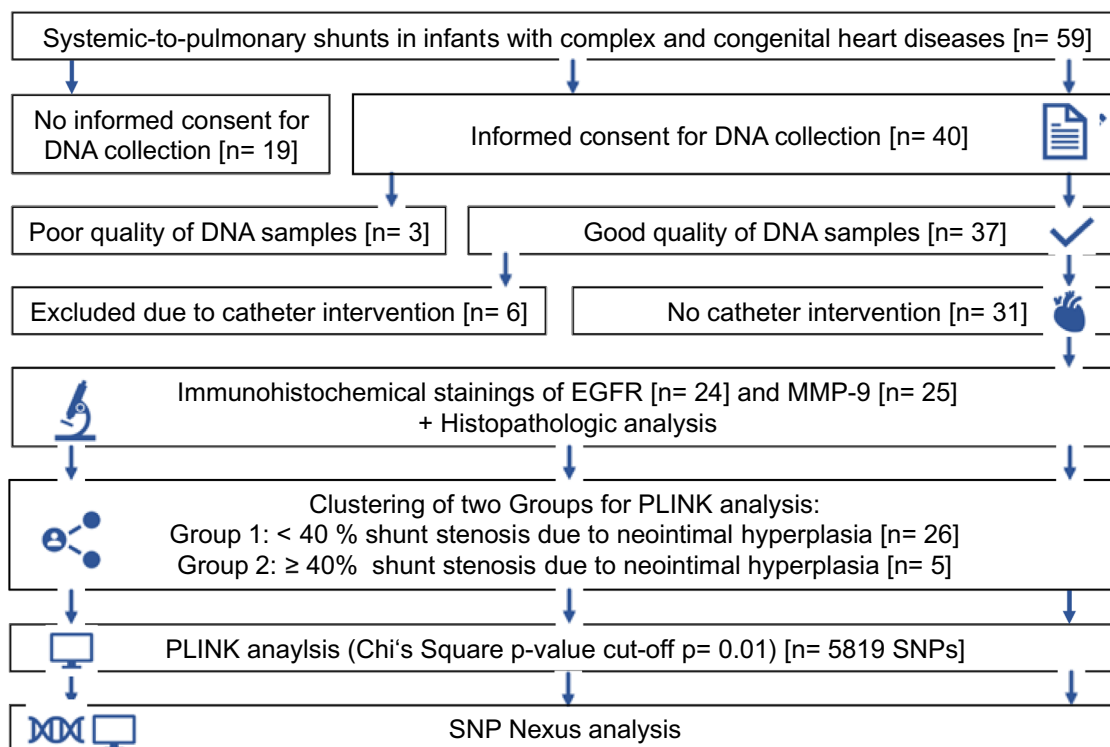 Systemic-to-pulmonary shunts in infants with complex and congenital heart diseases [n= 59]
No informed consent for
DNA collection [n= 19]
Informed consent for DNA collection [n= 40]
Poor quality of DNA samples [n= 3]
Good quality of DNA samples [n= 37]
Excluded due to catheter intervention [n= 6]
No catheter intervention [n= 31]
Immunohistochemical stainings of EGFR [n= 24] and MMP-9 [n= 25]
+ Histopathologic analysis
Clustering of two Groups for PLINK analysis:
Group 1: < 40 % shunt stenosis due to neointimal hyperplasia [n= 26]
Group 2: ≥ 40% shunt stenosis due to neointimal hyperplasia [n= 5]
PLINK anaylsis (Chi‘s Square p-value cut-off p= 0.01) [n= 5819 SNPs]
SNP Nexus analysis